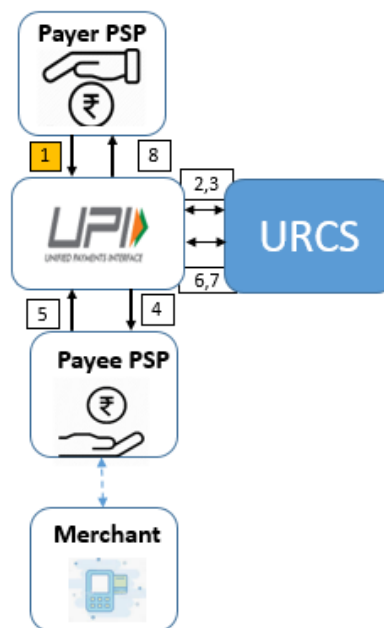 Payer PSP
₹
1
8
2,3
UPI
UNIFIED PAYMENTS INTERFACE
URCS
6,7
5
4
Payee PSP
₹
Merchant